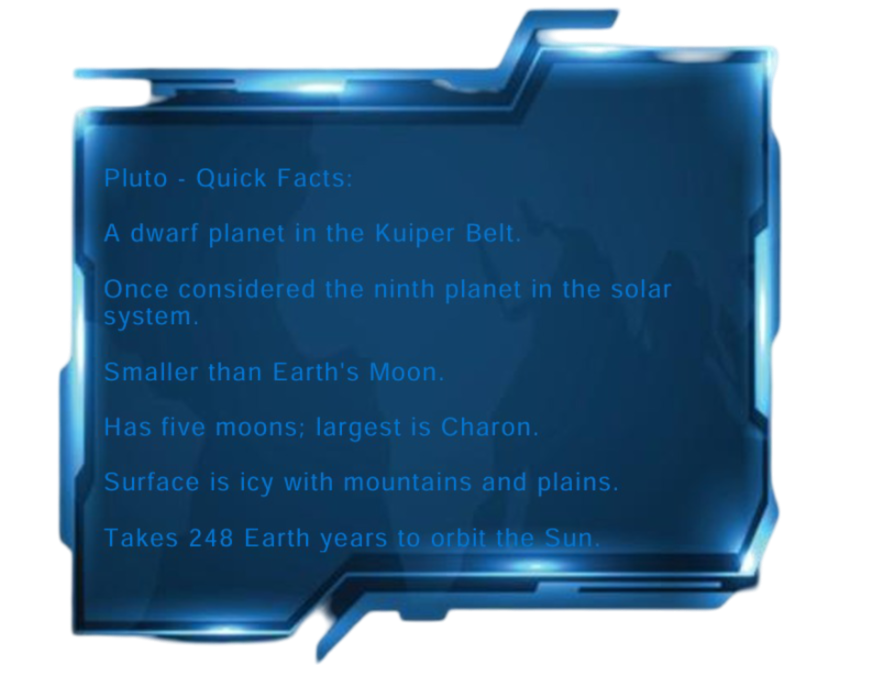 Pluto - Quick Facts:
A dwarf planet in the Kuiper Belt.
Once considered the ninth planet in the solar
system.
Smaller than Earth's Moon.
Has five moons; largest is Charon.
Surface is icy with mountains and plains.
Takes 248 Earth years to orbit the Sun.